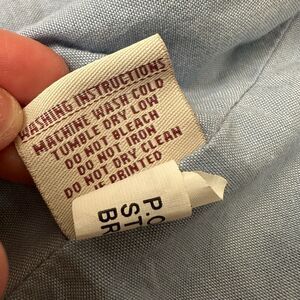 WASHING INSTRUCTIONS
MACHINE WASH COLD
TUMBLE DRY LOW
DO NOT BLEACH
DO NOT IRON
DO NOT DRY CLEAN
PRINTED
P.O
ST
BR